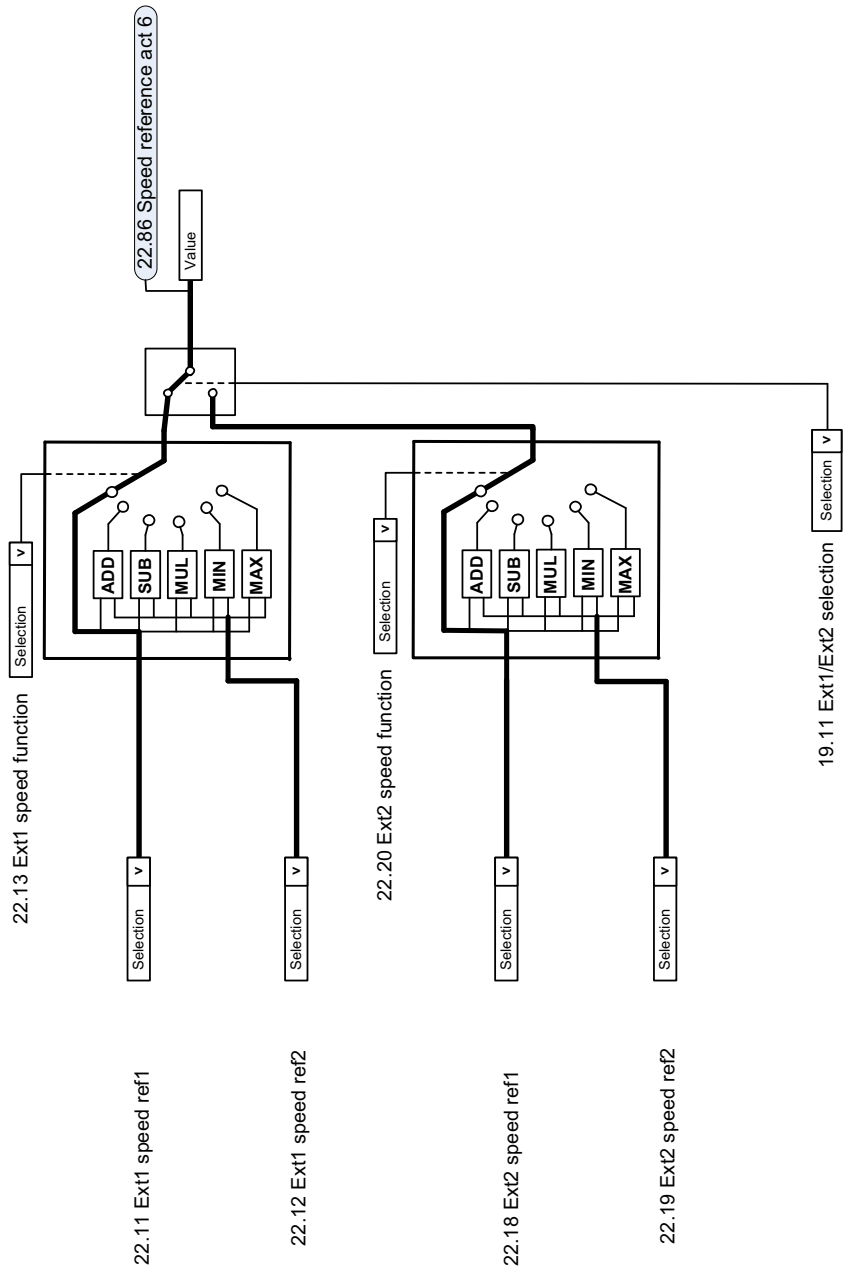 22.13 Ext1 speed function
Selection v
22.11 Ext1 speed ref1
Selection v
ADD
SUB
MUL
MIN
MAX
22.86 Speed reference act 6
Value
22.12 Ext1 speed ref2
Selection v
22.20 Ext2 speed function
Selection v
22.18 Ext2 speed ref1
Selection v
ADD
SUB
MUL
MIN
MAX
22.19 Ext2 speed ref2
Selection v
19.11 Ext1/Ext2 selection
Selection v